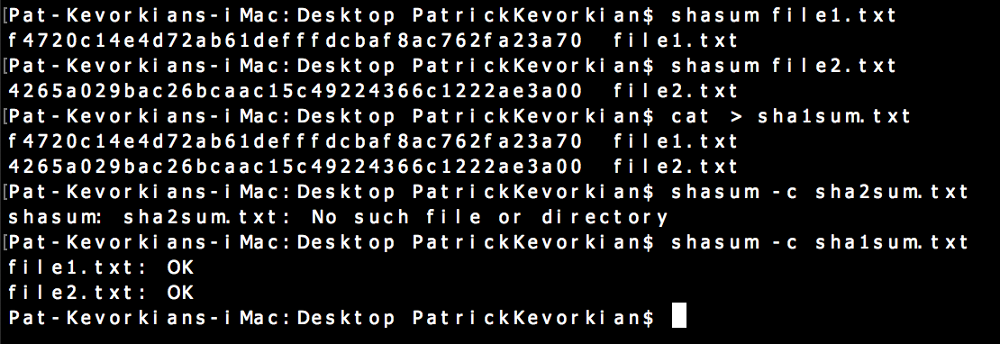 [Pat-Kevorkians-iMac:Desktop PatrickKevorkian$ shasum file1.txt
f4720c14e4d72ab61defffdcbaf8ac762fa23a70  file1.txt
[Pat-Kevorkians-iMac:Desktop PatrickKevorkian$ shasum file2.txt
4265a029bac26bcaac15c49224366c1222ae3a00  file2.txt
[Pat-Kevorkians-iMac:Desktop PatrickKevorkian$ cat > sha1sum.txt
f4720c14e4d72ab61defffdcbaf8ac762fa23a70  file1.txt
4265a029bac26bcaac15c49224366c1222ae3a00  file2.txt
[Pat-Kevorkians-iMac:Desktop PatrickKevorkian$ shasum -c sha2sum.txt
shasum: sha2sum.txt: No such file or directory
[Pat-Kevorkians-iMac:Desktop PatrickKevorkian$ shasum -c sha1sum.txt
file1.txt: OK
file2.txt: OK
Pat-Kevorkians-iMac:Desktop PatrickKevorkian$